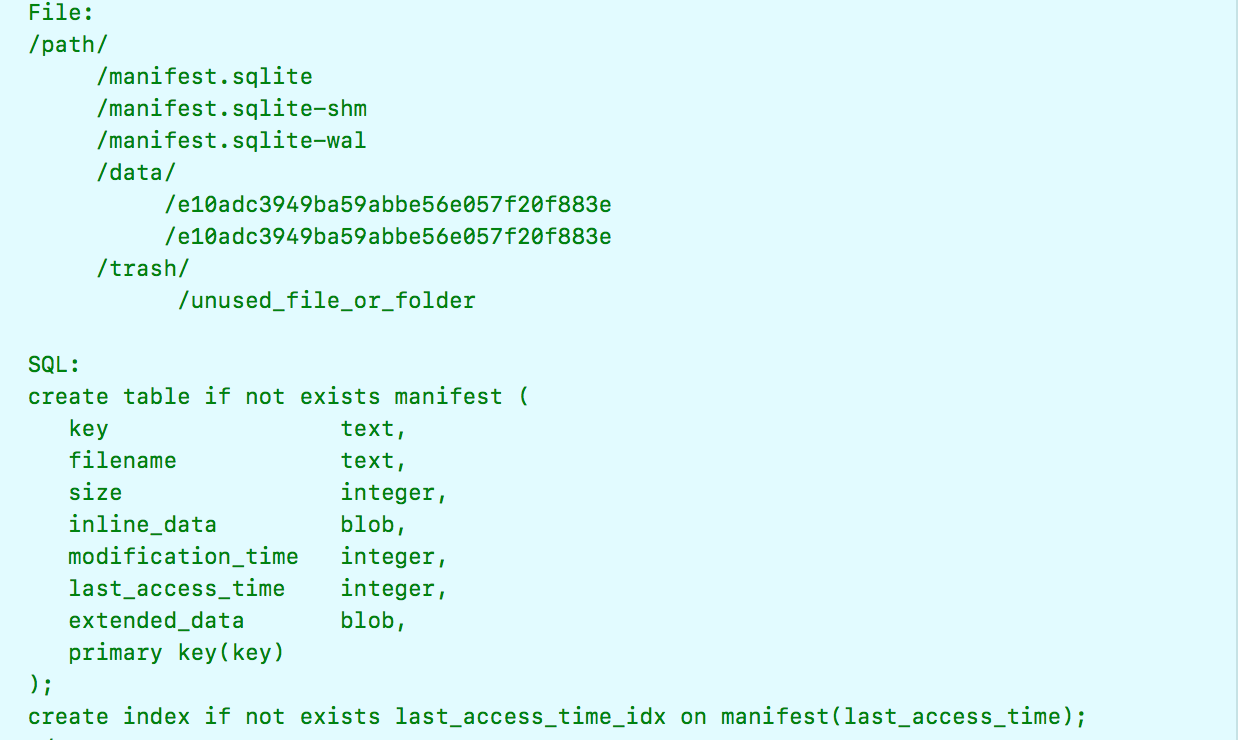 File:
/path/
/manifest.sqlite
/manifest.sqlite-shm
/manifest.sqlite-wal
/data/
/e10adc3949ba59abbe56e057f20f883e
/e10adc3949ba59abbe56e057f20f883e
/trash/
/unused_file_or_folder
SQL:
create table if not exists manifest (
key text,
filename text,
size integer,
inline_data blob,
modification_time integer,
last_access_time integer,
extended_data blob,
primary key(key)
);
create index if not exists last_access_time_idx on manifest(last_access_time);